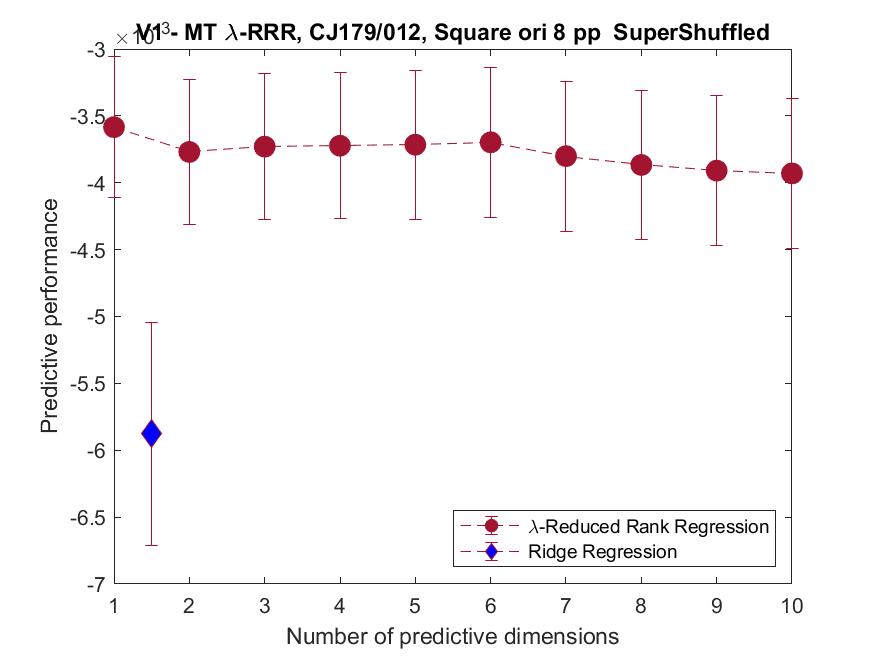 V1 - MT λ-RRR, CJ179/012, Square ori 8 pp SuperShuffled
-3
-3.5
-4
-4.5
-5
-5.5
-6
-6.5
-7
Predictive performance
λ-Reduced Rank Regression
Ridge Regression
1 2 3 4 5 6 7 8 9 10
Number of predictive dimensions